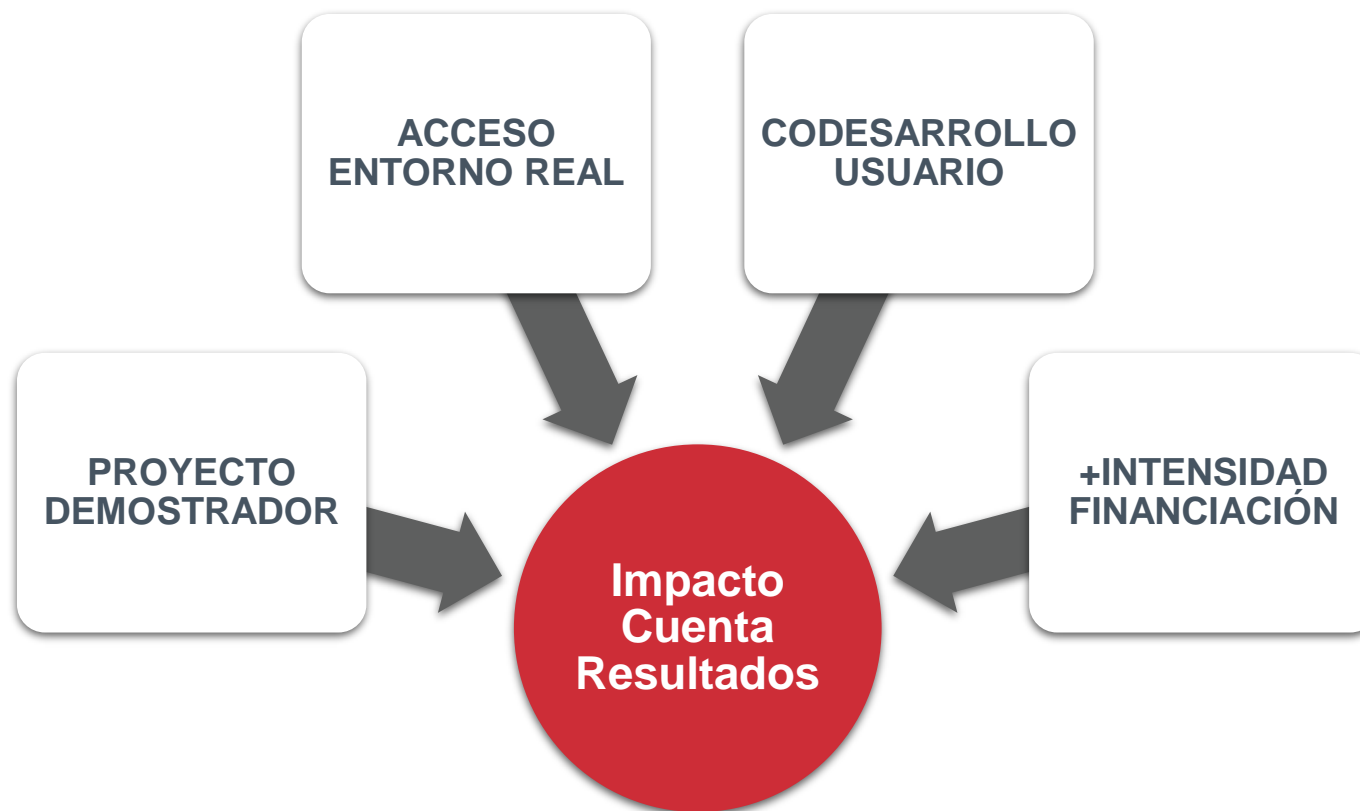 ACCESO
ENTORNO REAL
CODESARROLLO
USUARIO
PROYECTO
DEMOSTRADOR
+INTENSIDAD
FINANCIACIÓN
Impacto
Cuenta
Resultados